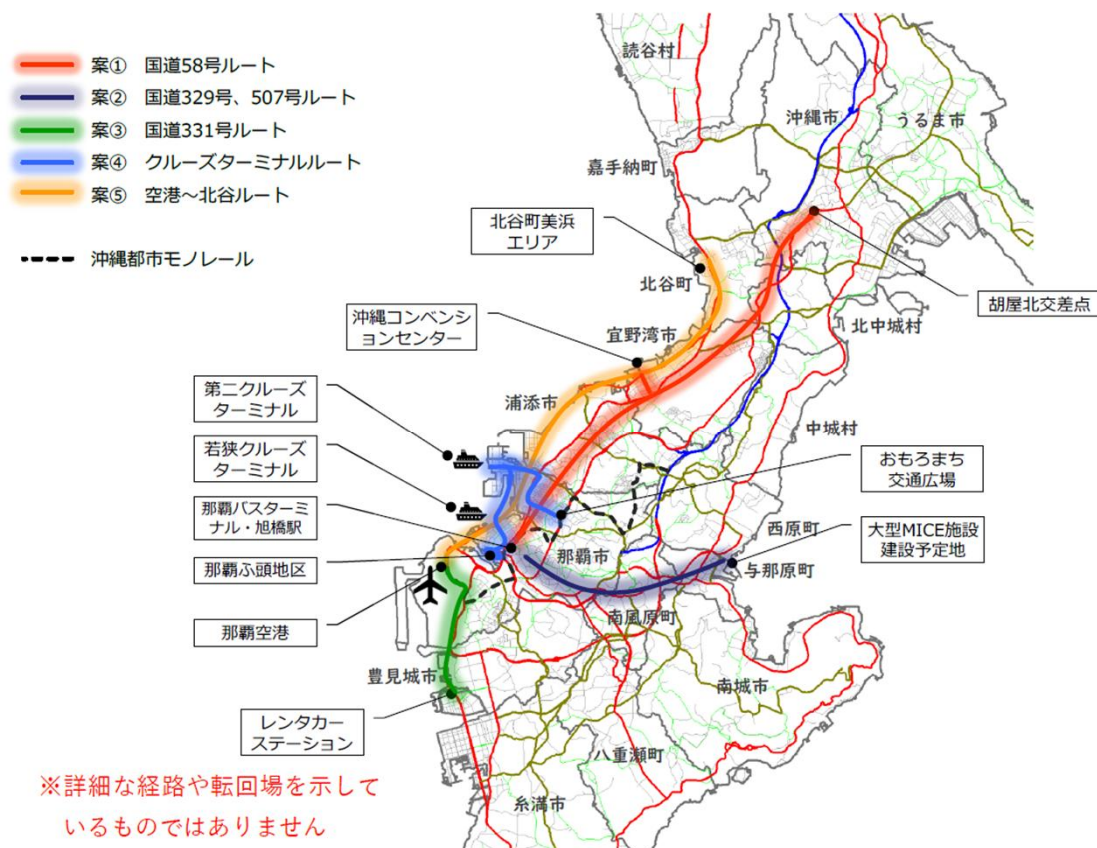 案① 国道58号ルート
案② 国道329号、507号ルート
案③ 国道331号ルート
案④ クルーズターミナルルート
案⑤ 空港～北谷ルート
沖縄都市モノレール
読谷村
沖縄市
うるま市
嘉手納町
北谷町美浜
エリア
北谷町
胡屋北交差点
沖縄コンベンシ
ョンセンター
宜野湾市
北中城村
第二クルーズ
ターミナル
浦添市
中城村
若狭クルーズ
ターミナル
おもろまち
交通広場
那覇バスターミ
ナル・旭橋駅
那覇市
西原町
大型MICE施設
建設予定地
那覇ふ頭地区
与那原町
那覇空港
南風原町
豊見城市
南城市
レンタカー
ステーション
八重瀬町
糸満市
※詳細な経路や転回場を示して
いるものではありません